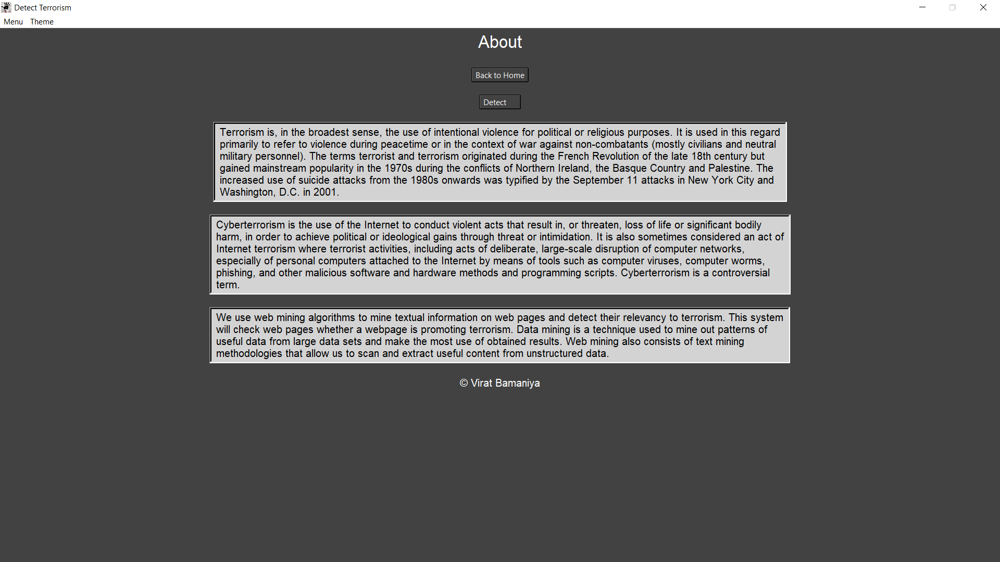 Detect Terrorism
Menu Theme
About
Back to Home
Detect
Terrorism is, in the broadest sense, the use of intentional violence for political or religious purposes. It is used in this regard
primarily to refer to violence during peacetime or in the context of war against non-combatants (mostly civilians and neutral
military personnel). The terms terrorist and terrorism originated during the French Revolution of the late 18th century but
gained mainstream popularity in the 1970s during the conflicts of Northern Ireland, the Basque Country and Palestine. The
increased use of suicide attacks from the 1980s onwards was typified by the September 11 attacks in New York City and
Washington, D.C. in 2001.
Cyberterrorism is the use of the Internet to conduct violent acts that result in, or threaten, loss of life or significant bodily
harm, in order to achieve political or ideological gains through threat or intimidation. It is also sometimes considered an act of
Internet terrorism where terrorist activities, including acts of deliberate, large-scale disruption of computer networks,
especially of personal computers attached to the Internet by means of tools such as computer viruses, computer worms,
phishing, and other malicious software and hardware methods and programming scripts. Cyberterrorism is a controversial
term.
We use web mining algorithms to mine textual information on web pages and detect their relevancy to terrorism. This system
will check web pages whether a webpage is promoting terrorism. Data mining is a technique used to mine out patterns of
useful data from large data sets and make the most use of obtained results. Web mining also consists of text mining
methodologies that allow us to scan and extract useful content from unstructured data.
© Virat Bamaniya